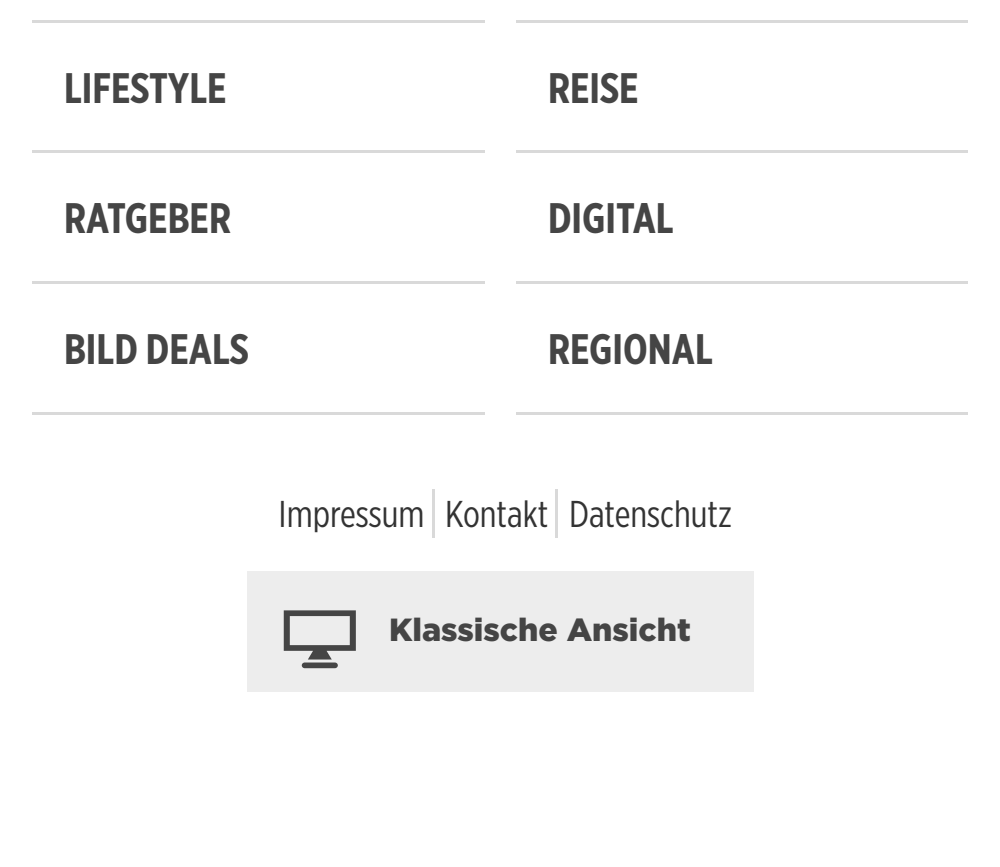 LIFESTYLE
REISE
RATGEBER
DIGITAL
BILD DEALS
REGIONAL
Impressum Kontakt Datenschutz
Klassische Ansicht